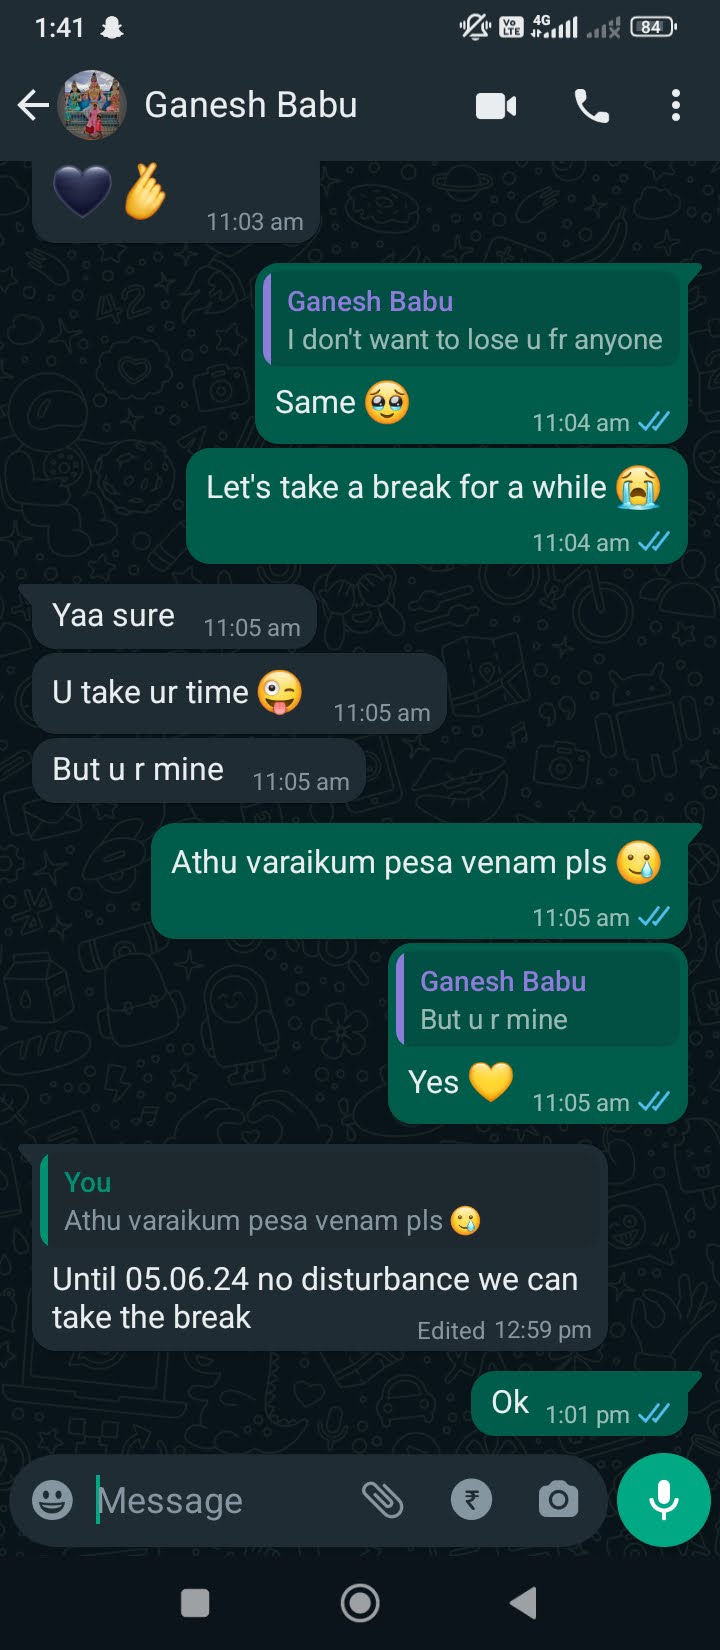 1:41
Vo LTE 4G 84
Ganesh Babu
🖤🫰
11:03 am
Ganesh Babu
I don't want to lose u fr anyone
Same 🥹
11:04 am
Let's take a break for a while 😭
11:04 am
Yaa sure 11:05 am
U take ur time 😜 11:05 am
But u r mine 11:05 am
Athu varaikum pesa venam pls 🥲
11:05 am
Ganesh Babu
But u r mine
Yes 💛 11:05 am
You
Athu varaikum pesa venam pls 🥲
Until 05.06.24 no disturbance we can
take the break Edited 12:59 pm
Ok 1:01 pm
Message
₹